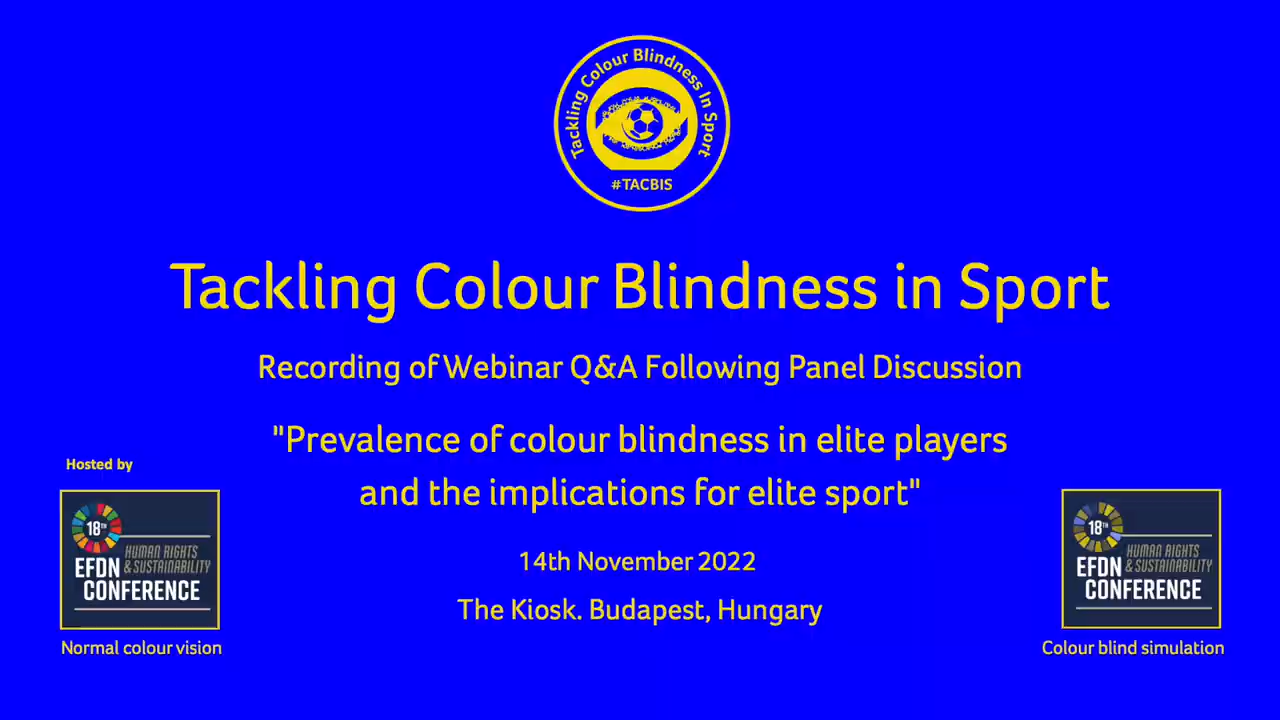 Tackling Colour Blindness In Sport
#TACBIS
Tackling Colour Blindness in Sport
Recording of Webinar Q&A Following Panel Discussion
"Prevalence of colour blindness in elite players
and the implications for elite sport"
14th November 2022
The Kiosk. Budapest, Hungary
Hosted by
18TH
HUMAN RIGHTS
EFDN & SUSTAINABILITY
CONFERENCE
Normal colour vision
18TH
HUMAN RIGHTS
EFDN & SUSTAINABILITY
CONFERENCE
Colour blind simulation